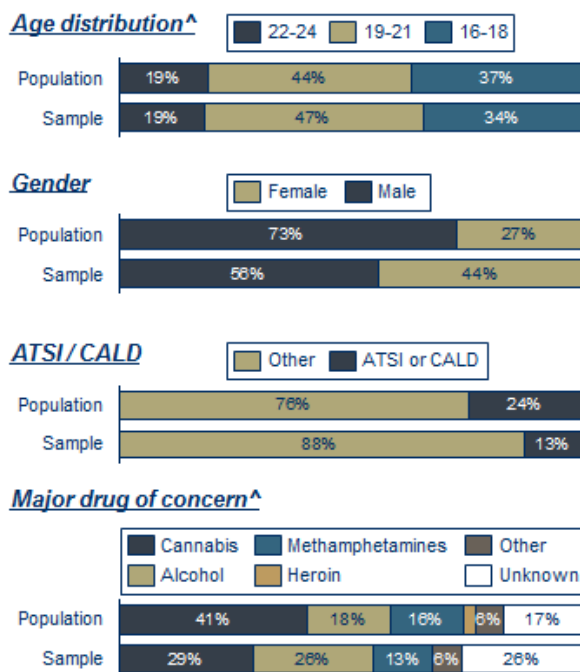 Age distribution^
22-24 19-21 16-18
Population 19% 44% 37%
Sample 19% 47% 34%
Gender
Female Male
Population 73% 27%
Sample 56% 44%
ATSI / CALD
Other ATSI or CALD
Population 76% 24%
Sample 88% 13%
Major drug of concern^
Cannabis Methamphetamines Other
Alcohol Heroin Unknown
Population 41% 18% 16% 6% 17%
Sample 29% 26% 13% 6% 26%